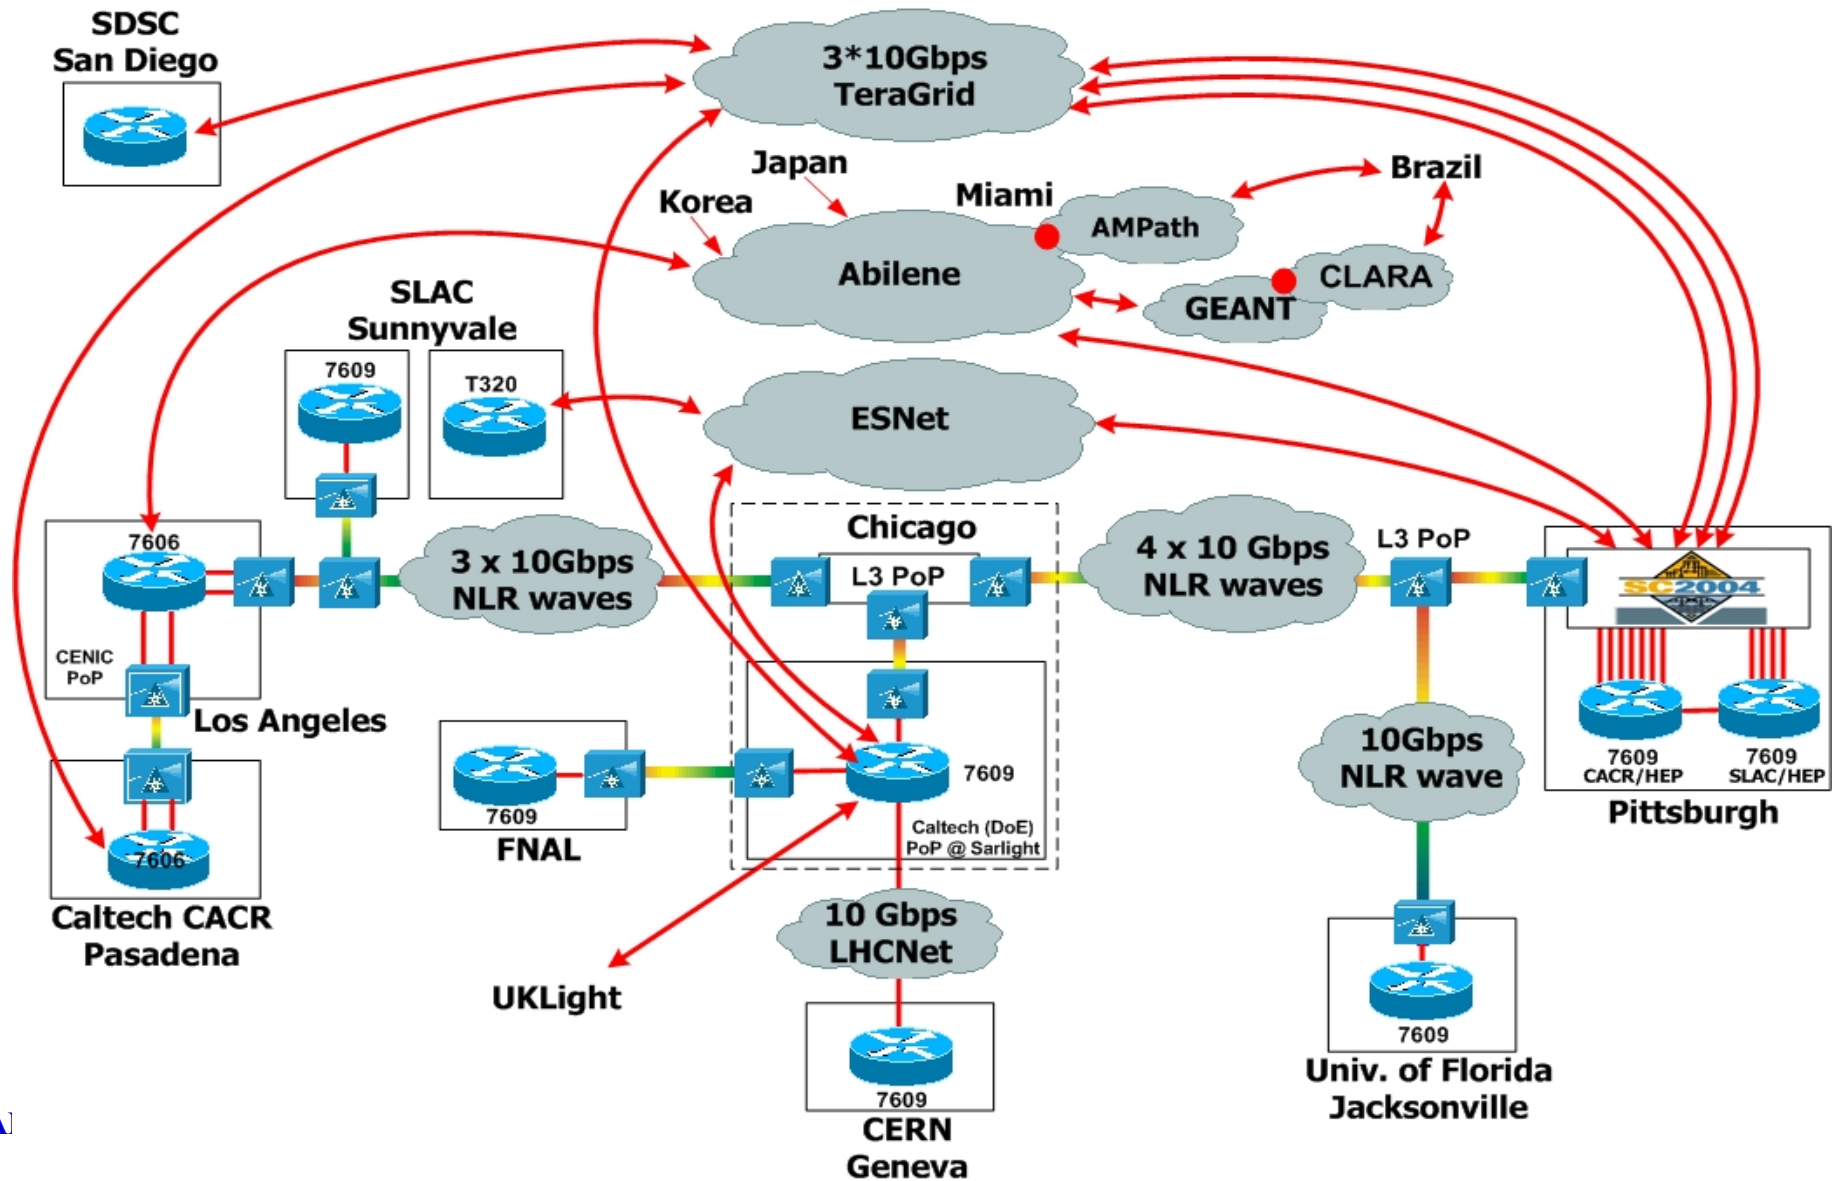 SDSC
San Diego
3*10Gbps
TeraGrid
Japan
Korea
Miami
Brazil
AMPath
Abilene
CLARA
GEANT
SLAC
Sunnyvale
7609
T320
ESNet
Chicago
L3 PoP
3 x 10Gbps
NLR waves
4 x 10 Gbps
NLR waves
L3 PoP
7606
SC2004
CENIC
PoP
Los Angeles
10Gbps
NLR wave
7609
CACR/HEP
7609
SLAC/HEP
Pittsburgh
7609
7609
FNAL
Caltech (DoE)
PoP @ Sarlight
7606
Caltech CACR
Pasadena
10 Gbps
LHCNet
UKLight
7609
CERN
Geneva
7609
Univ. of Florida
Jacksonville